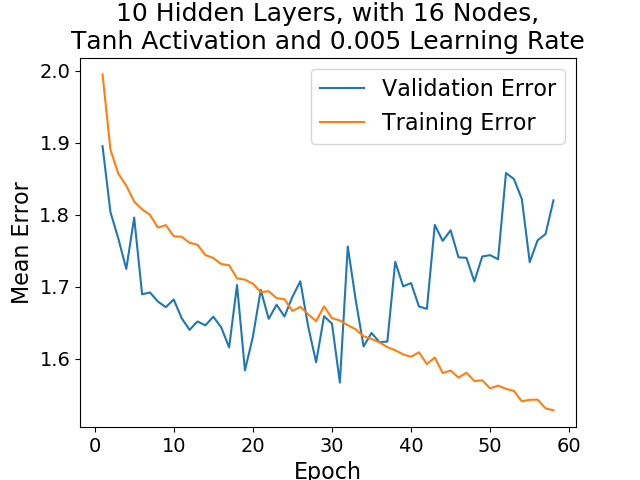 10 Hidden Layers, with 16 Nodes,
Tanh Activation and 0.005 Learning Rate
Validation Error
Training Error
Mean Error
2.0
1.9
1.8
1.7
1.6
0 10 20 30 40 50 60
Epoch